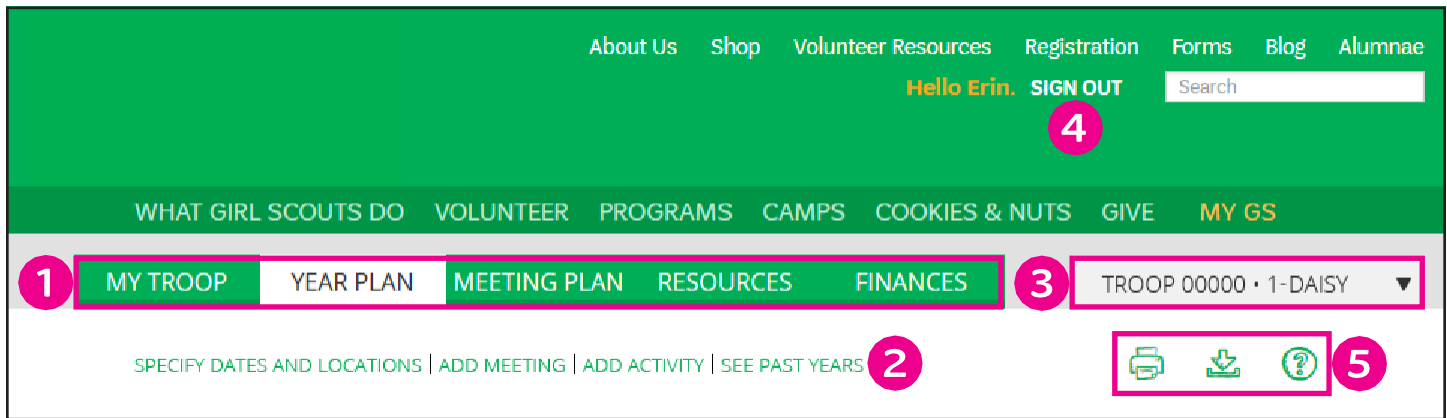 About Us Shop Volunteer Resources Registration Forms Blog Alumnae
Hello Erin. SIGN OUT Search
4
WHAT GIRL SCOUTS DO VOLUNTEER PROGRAMS CAMPS COOKIES & NUTS GIVE MY GS
1 MY TROOP YEAR PLAN MEETING PLAN RESOURCES FINANCES 3 TROOP 00000 • 1-DAISY ▼
SPECIFY DATES AND LOCATIONS | ADD MEETING | ADD ACTIVITY | SEE PAST YEARS 2 ? 5